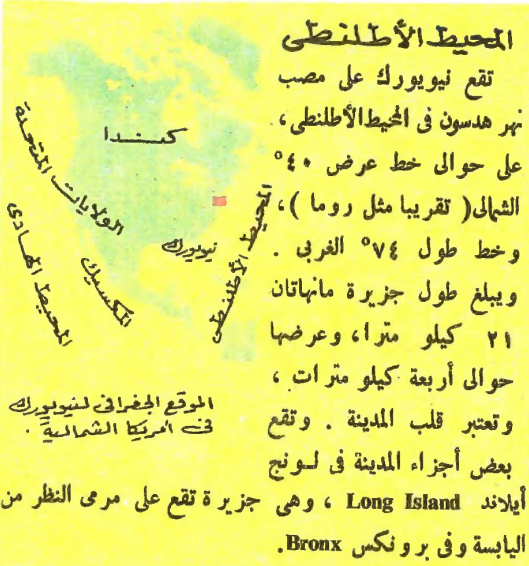 المحيط الأطلنطى
تقع نيويورك على مصب
نهر هدسون فى المحيط الأطلنطى،
على حوالى خط عرض ٤٠°
الشمالى ( تقريبا مثل روما ) ،
وخط طول ٧٤° الغربى .
ويبلغ طول جزيرة مانهاتان
٢١ كيلو مترا، وعرضها
حوالى أربعة كيلو مترات ،
وتعتبر قلب المدينة . وتقع
بعض أجزاء المدينة فى لونج
أيلاند Long Island ، وهى جزيرة تقع على مرمى النظر من
اليابسة وفى برونكس Bronx.
كندا
الولايات المتحدة
المحيط الهادى
المكسيك
نيويورك
المحيط الأطلنطى
الموقع الجغرافى لنيويورك
فى أمريكا الشمالية .